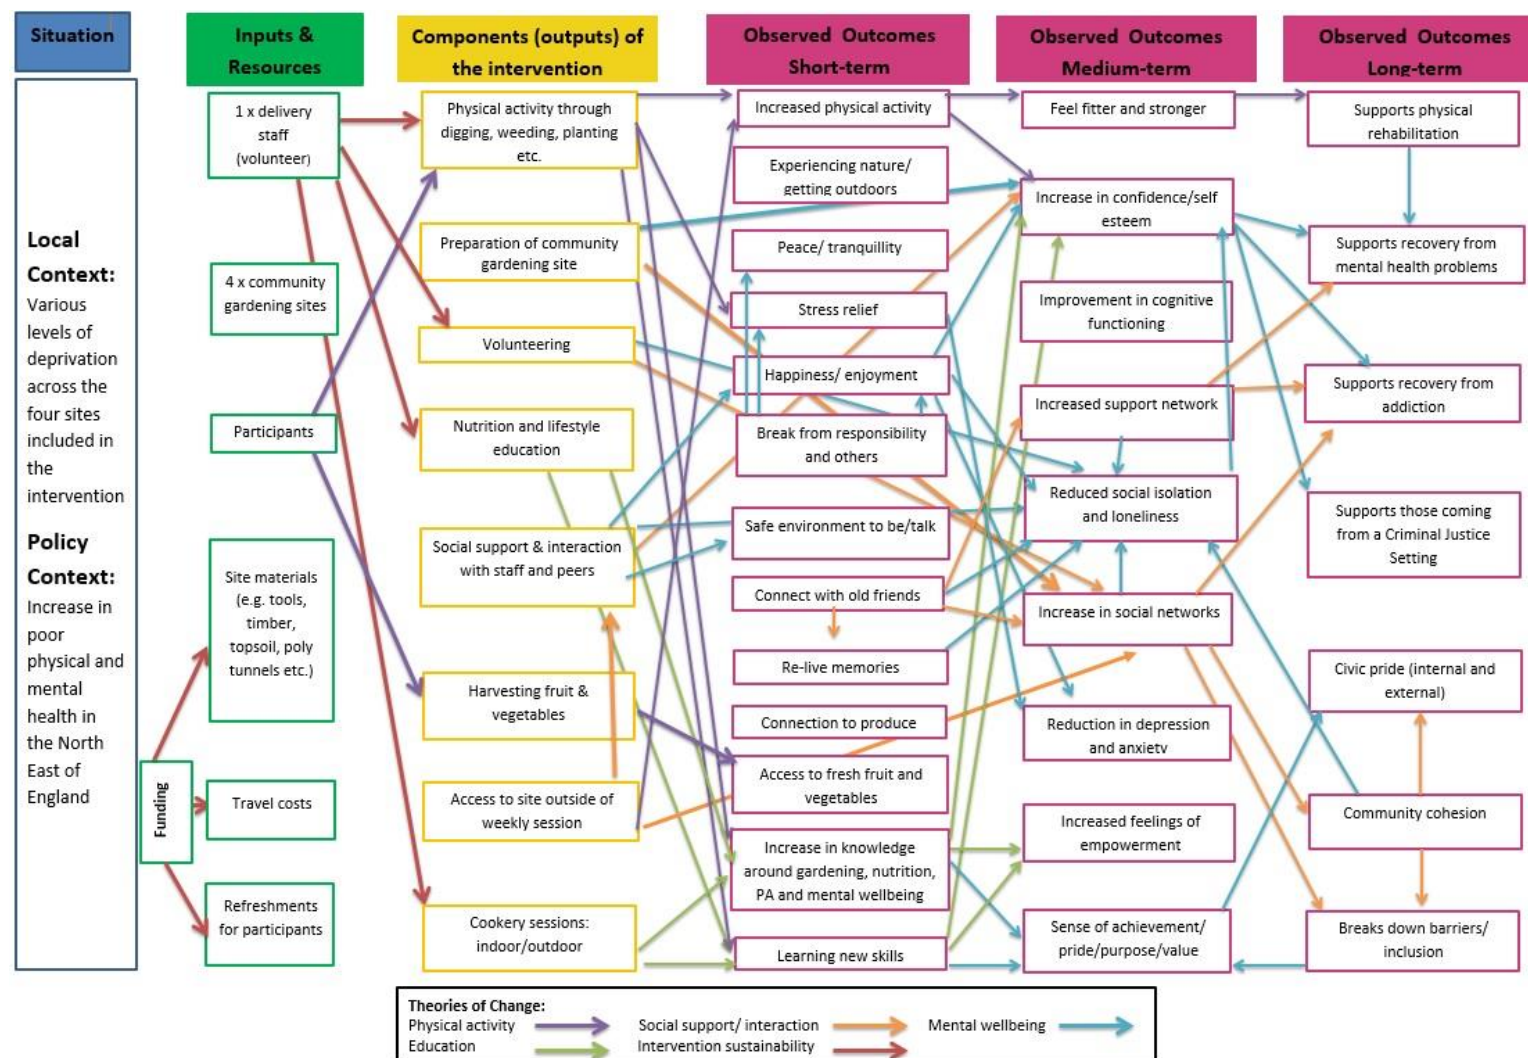 Situation
Local
Context:
Various
levels of
deprivation
across the
four sites
included in
the
intervention
Policy
Context:
Increase in
poor
physical and
mental
health in
the North
East of
England
Inputs &
Resources
1 x delivery
staff
(volunteer)
4 x community
gardening sites
Participants
Site materials
(e.g. tools,
timber,
topsoil, poly
tunnels etc.)
Funding
Travel costs
Refreshments
for participants
Components (outputs) of
the intervention
Physical activity through
digging, weeding, planting
etc.
Preparation of community
gardening site
Volunteering
Nutrition and lifestyle
education
Social support & interaction
with staff and peers
Harvesting fruit &
vegetables
Access to site outside of
weekly session
Cookery sessions:
indoor/outdoor
Observed Outcomes
Short-term
Increased physical activity
Experiencing nature/
getting outdoors
Peace/ tranquillity
Stress relief
Happiness/ enjoyment
Break from responsibility
and others
Safe environment to be/talk
Connect with old friends
Re-live memories
Connection to produce
Access to fresh fruit and
vegetables
Increase in knowledge
around gardening, nutrition,
PA and mental wellbeing
Learning new skills
Observed Outcomes
Medium-term
Feel fitter and stronger
Increase in confidence/self
esteem
Improvement in cognitive
functioning
Increased support network
Reduced social isolation
and loneliness
Increase in social networks
Reduction in depression
and anxiety
Increased feelings of
empowerment
Sense of achievement/
pride/purpose/value
Observed Outcomes
Long-term
Supports physical
rehabilitation
Supports recovery from
mental health problems
Supports recovery from
addiction
Supports those coming
from a Criminal Justice
Setting
Civic pride (internal and
external)
Community cohesion
Breaks down barriers/
inclusion
Theories of Change:
Physical activity
Social support/ interaction
Mental wellbeing
Education
Intervention sustainability